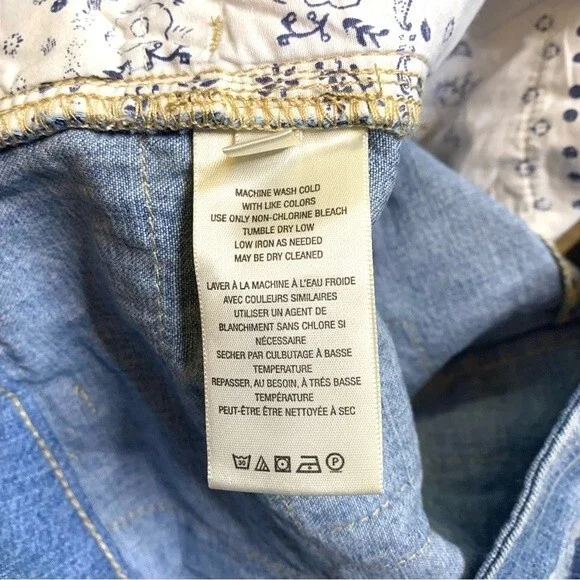 MACHINE WASH COLD
WITH LIKE COLORS
USE ONLY NON-CHLORINE BLEACH
TUMBLE DRY LOW
LOW IRON AS NEEDED
MAY BE DRY CLEANED
LAVER À LA MACHINE À L'EAU FROIDE
AVEC COULEURS SIMILAIRES
UTILISER UN AGENT DE
BLANCHIMENT SANS CHLORE SI
NÉCESSAIRE
SECHER PAR CULBUTAGE À BASSE
TEMPERATURE
REPASSER, AU BESOIN, À TRÉS BASSE
TEMPÉRATURE
PEUT-ÊTRE ÊTRE NETTOYÉE À SEC
30 P